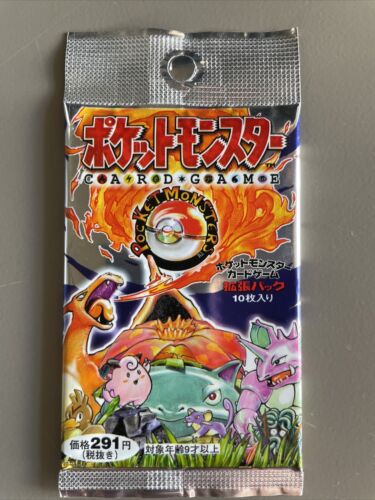 ポケットモンスター
TM
CARD GAME
POCKET MONSTERS
ポケットモンスター
カードゲーム
拡張パック
10枚入り
価格291円
(税抜き)
対象年齢9才以上